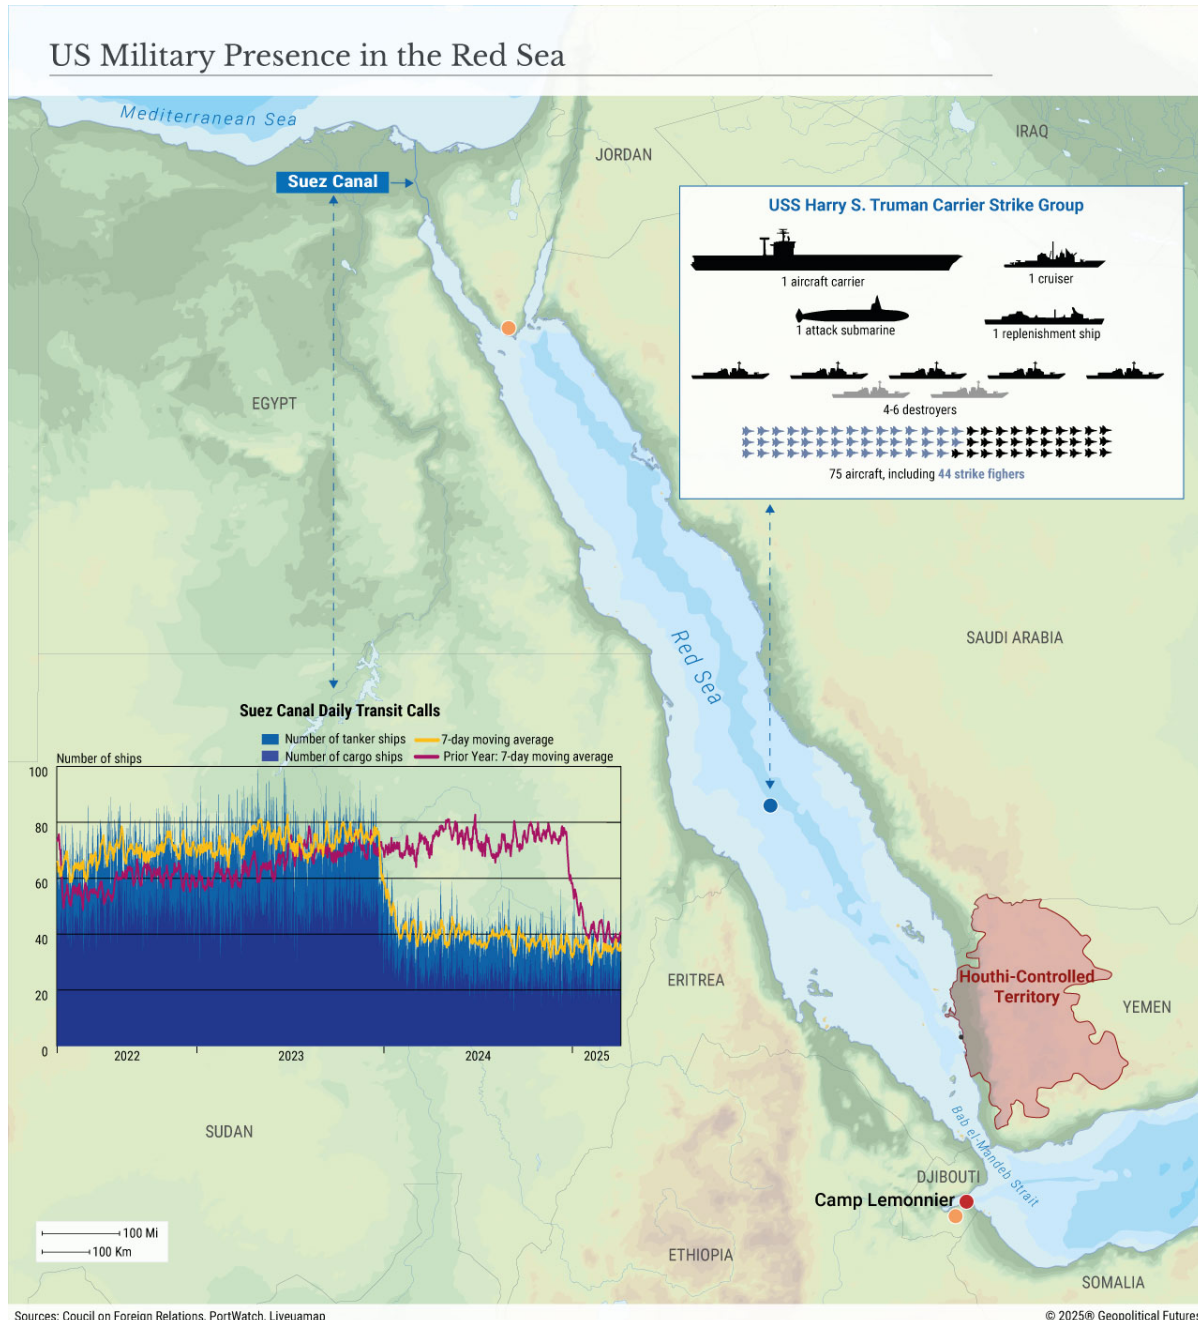 US Military Presence in the Red Sea
Mediterranean Sea
IRAQ
JORDAN
Suez Canal
USS Harry S. Truman Carrier Strike Group
1 aircraft carrier
1 cruiser
1 attack submarine
1 replenishment ship
4-6 destroyers
75 aircraft, including 44 strike fighers
EGYPT
Red Sea
SAUDI ARABIA
Suez Canal Daily Transit Calls
Number of tanker ships
7-day moving average
Number of cargo ships
Prior Year: 7-day moving average
Number of ships
100
80
60
40
20
0
2022
2023
2024
2025
ERITREA
Houthi-Controlled
Territory
YEMEN
SUDAN
Bab el-Mandeb Strait
DJIBOUTI
Camp Lemonnier
100 Mi
100 Km
ETHIOPIA
SOMALIA
Sources: Coucil on Foreign Relations, PortWatch, Liveuamap
© 2025® Geopolitical Futures